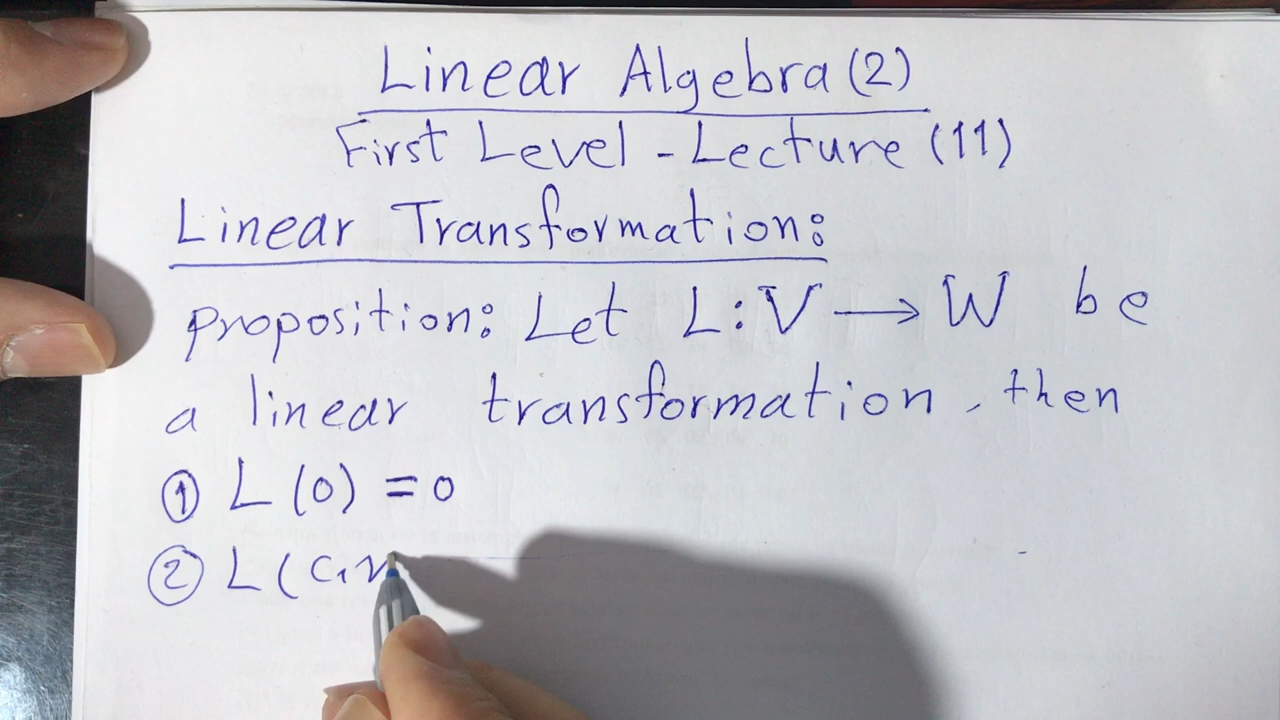 Linear Algebra (2)
First Level - Lecture (11)
Linear Transformation:
proposition: Let L: V → W be
a linear transformation, then
① L(0) = 0
② L(c₁v